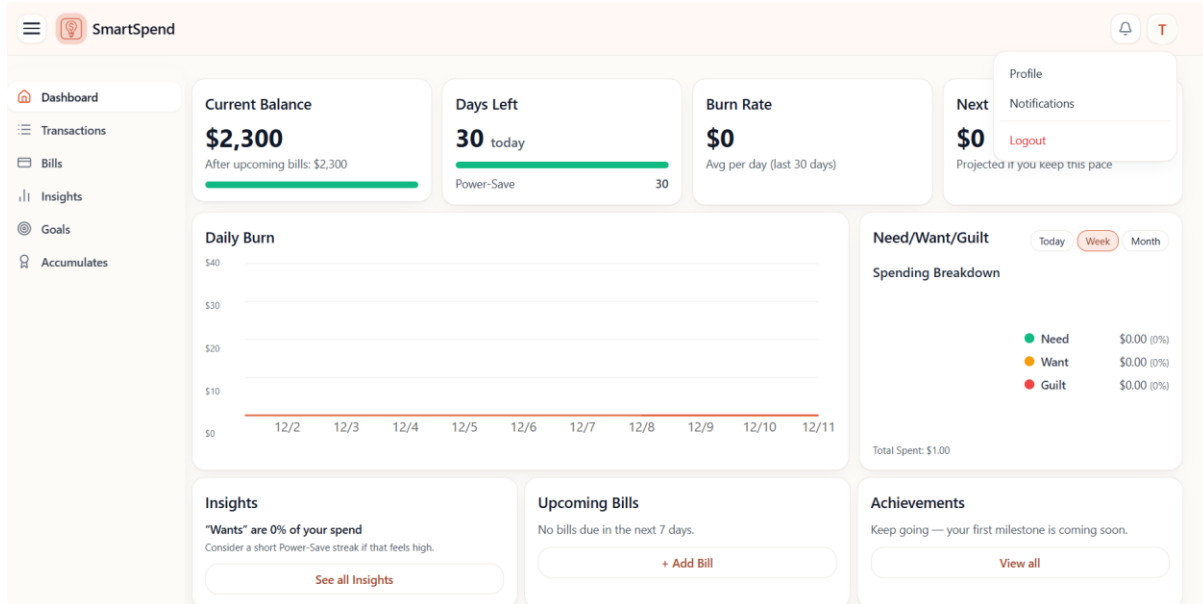 SmartSpend
T
Profile
Notifications
Logout
Dashboard
Transactions
Bills
Insights
Goals
Accumulates
Current Balance
$2,300
After upcoming bills: $2,300
Days Left
30 today
Power-Save 30
Burn Rate
$0
Avg per day (last 30 days)
Next
$0
Projected if you keep this pace
Daily Burn
$40
$30
$20
$10
$0
12/2 12/3 12/4 12/5 12/6 12/7 12/8 12/9 12/10 12/11
Need/Want/Guilt
Today Week Month
Spending Breakdown
Need $0.00 (0%)
Want $0.00 (0%)
Guilt $0.00 (0%)
Total Spent: $1.00
Insights
“Wants” are 0% of your spend
Consider a short Power-Save streak if that feels high.
See all Insights
Upcoming Bills
No bills due in the next 7 days.
+ Add Bill
Achievements
Keep going — your first milestone is coming soon.
View all